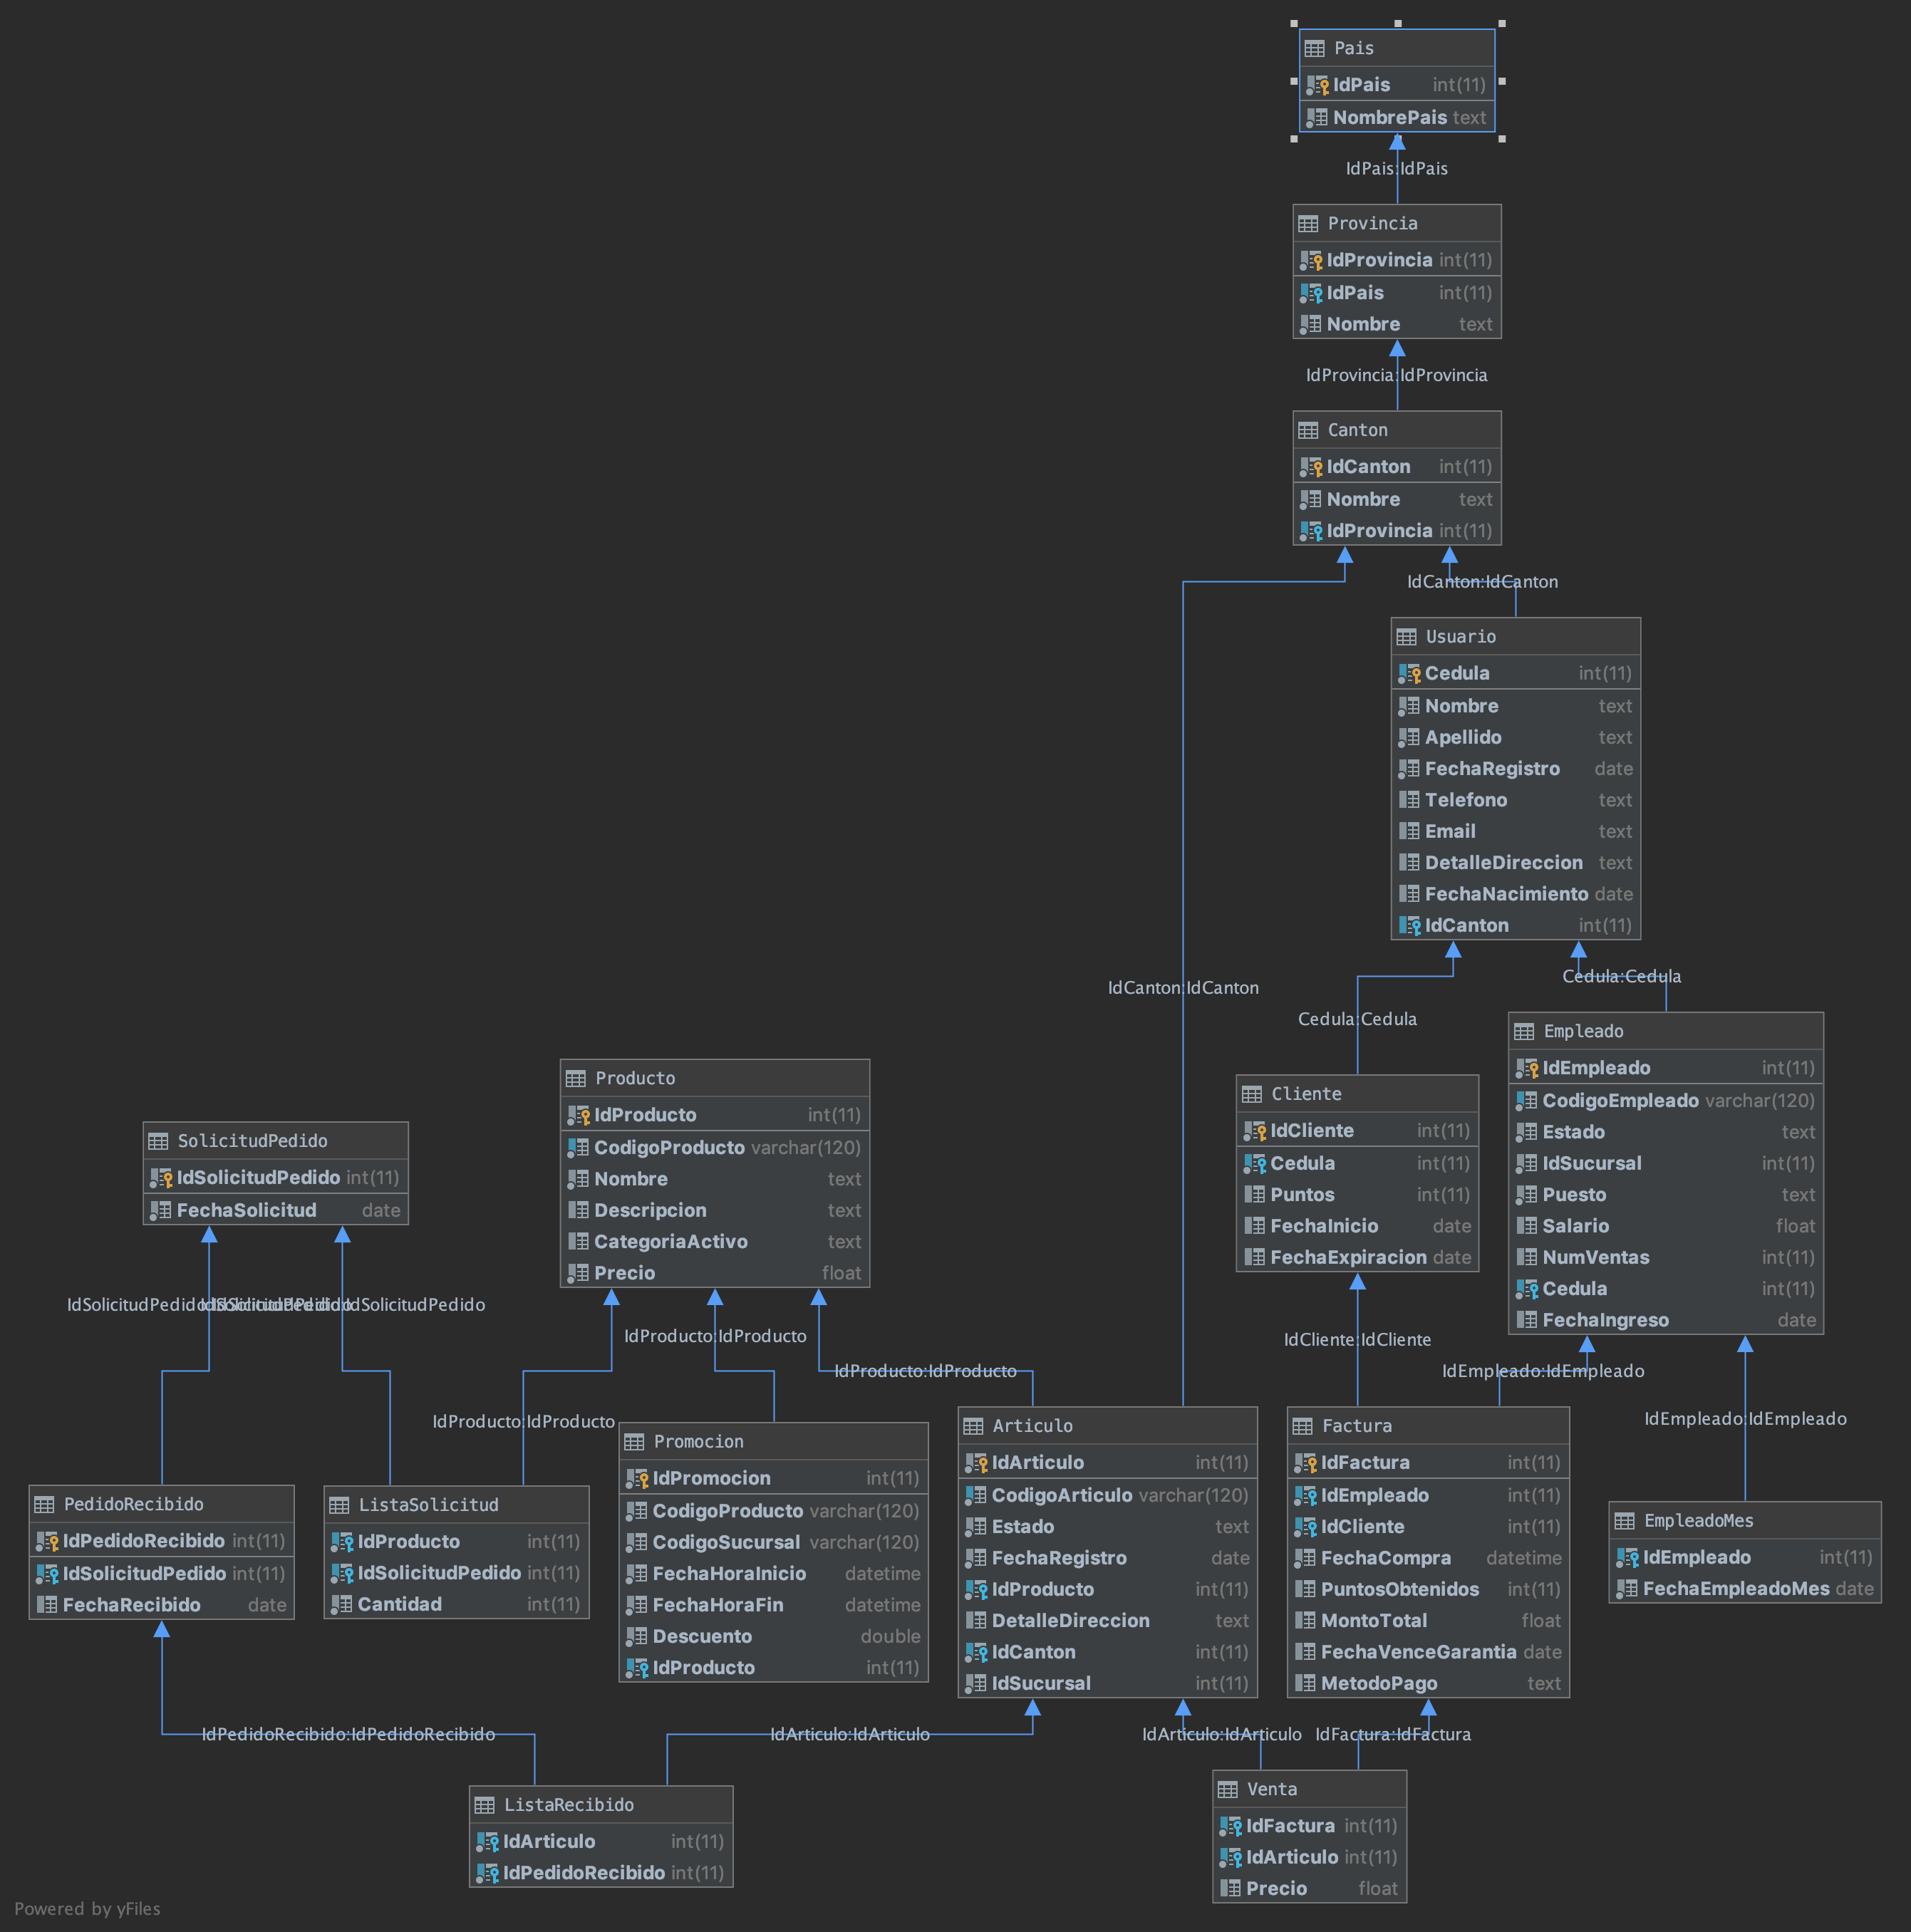 Pais
IdPais int(11)
NombrePais text
IdPais:IdPais
Provincia
IdProvincia int(11)
IdPais int(11)
Nombre text
IdProvincia:IdProvincia
Canton
IdCanton int(11)
Nombre text
IdProvincia int(11)
IdCanton:IdCanton
Usuario
Cedula int(11)
Nombre text
Apellido text
FechaRegistro date
Telefono text
Email text
DetalleDireccion text
FechaNacimiento date
IdCanton int(11)
IdCanton:IdCanton
Cedula:Cedula
Cedula:Cedula
Empleado
IdEmpleado int(11)
CodigoEmpleado varchar(120)
Estado text
IdSucursal int(11)
Puesto text
Salario float
NumVentas int(11)
Cedula int(11)
FechaIngreso date
Cliente
IdCliente int(11)
Cedula int(11)
Puntos int(11)
FechaInicio date
FechaExpiracion date
Producto
IdProducto int(11)
CodigoProducto varchar(120)
Nombre text
Descripcion text
CategoriaActivo text
Precio float
SolicitudPedido
IdSolicitudPedido int(11)
FechaSolicitud date
IdSolicitudPedido:IdSolicitudPedido
IdSolicitudPedido:IdSolicitudPedido
IdProducto:IdProducto
IdProducto:IdProducto
IdProducto:IdProducto
IdCliente:IdCliente
IdEmpleado:IdEmpleado
IdEmpleado:IdEmpleado
PedidoRecibido
IdPedidoRecibido int(11)
IdSolicitudPedido int(11)
FechaRecibido date
ListaSolicitud
IdProducto int(11)
IdSolicitudPedido int(11)
Cantidad int(11)
Promocion
IdPromocion int(11)
CodigoProducto varchar(120)
CodigoSucursal varchar(120)
FechaHoraInicio datetime
FechaHoraFin datetime
Descuento double
IdProducto int(11)
Articulo
IdArticulo int(11)
CodigoArticulo varchar(120)
Estado text
FechaRegistro date
IdProducto int(11)
DetalleDireccion text
IdCanton int(11)
IdSucursal int(11)
Factura
IdFactura int(11)
IdEmpleado int(11)
IdCliente int(11)
FechaCompra datetime
PuntosObtenidos int(11)
MontoTotal float
FechaVenceGarantia date
MetodoPago text
EmpleadoMes
IdEmpleado int(11)
FechaEmpleadoMes date
IdPedidoRecibido:IdPedidoRecibido
IdArticulo:IdArticulo
IdArticulo:IdArticulo
IdFactura:IdFactura
ListaRecibido
IdArticulo int(11)
IdPedidoRecibido int(11)
Venta
IdFactura int(11)
IdArticulo int(11)
Precio float
Powered by yFiles